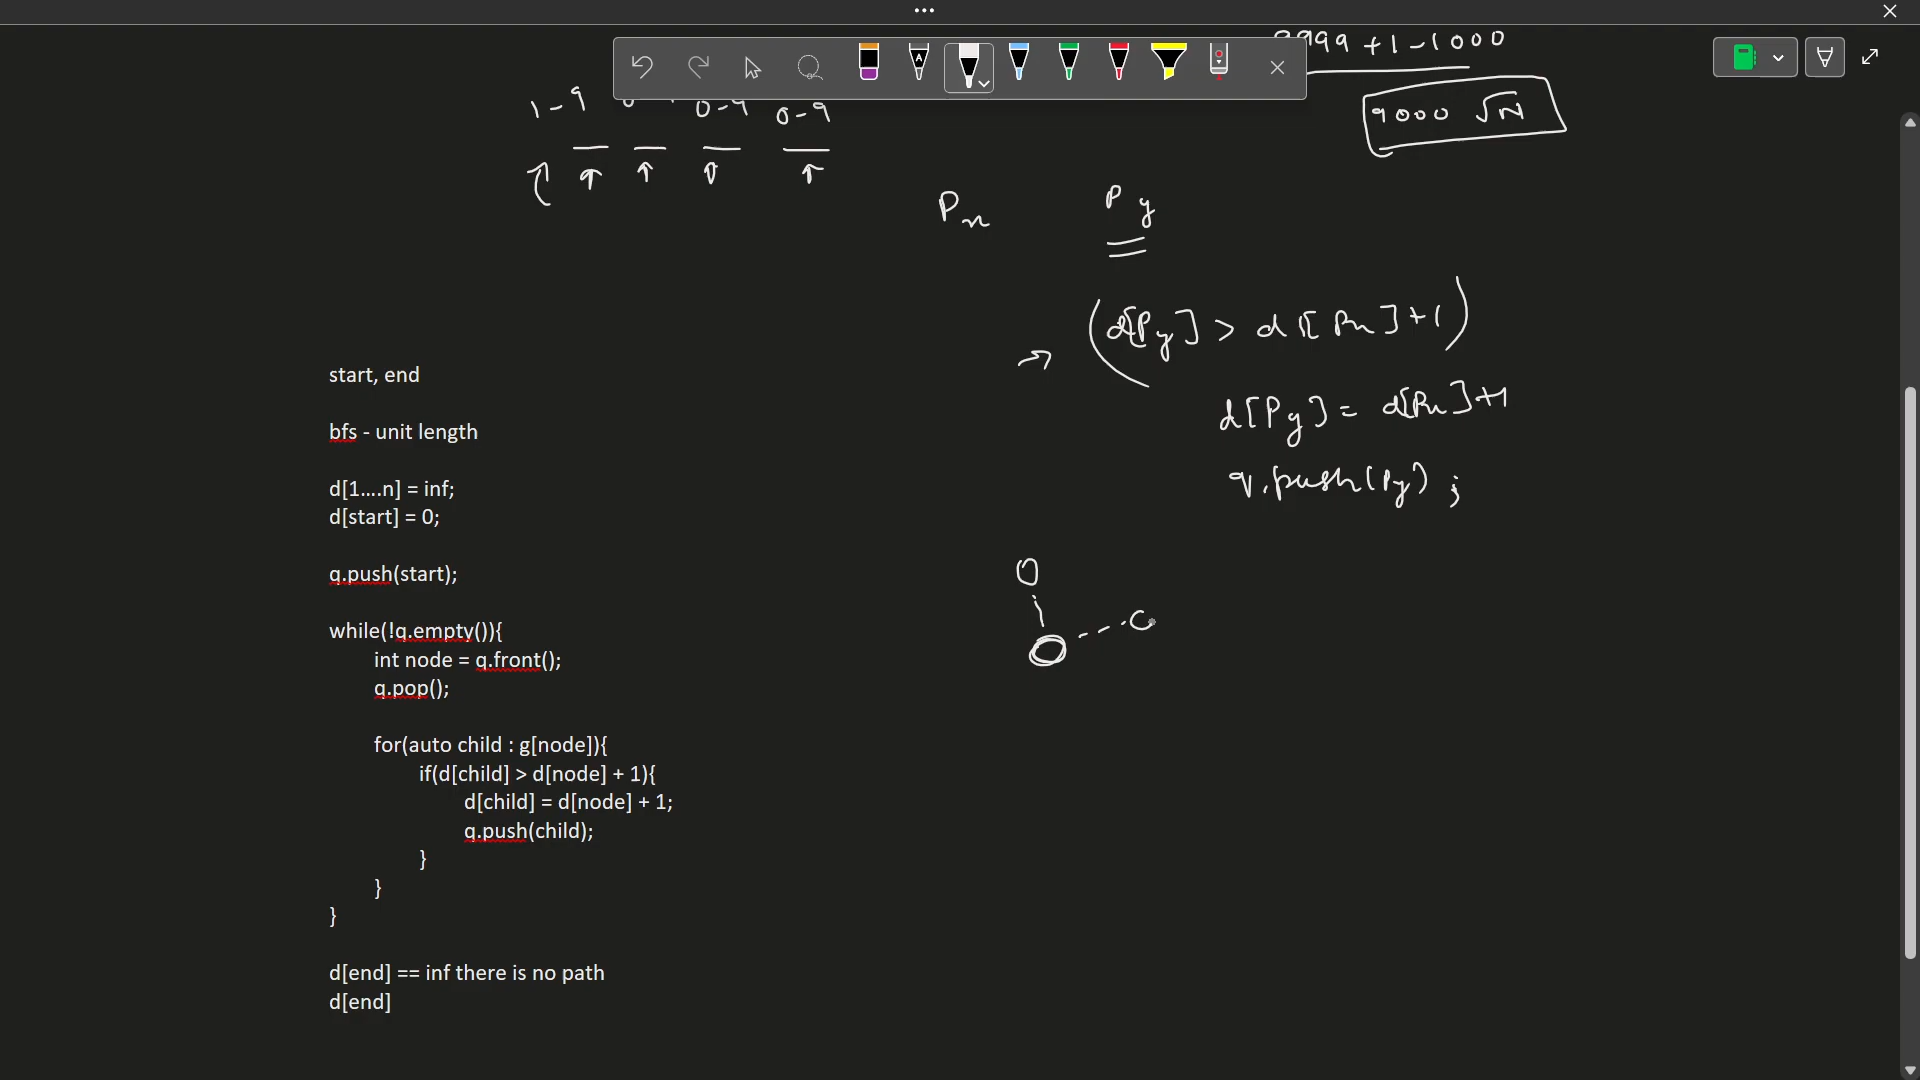 9999 + 1 - 1000
9000 √N
1 - 9 0 0 - 9 0 - 9
Px Py
(d[Py] > d[Px] + 1)
d[Py] = d[Px] + 1
q.push(Py) ;
start, end
bfs - unit length
d[1....n] = inf;
d[start] = 0;
q.push(start);
while(!q.empty()){
int node = q.front();
q.pop();
for(auto child : g[node]){
if(d[child] > d[node] + 1){
d[child] = d[node] + 1;
q.push(child);
}
}
}
d[end] == inf there is no path
d[end]